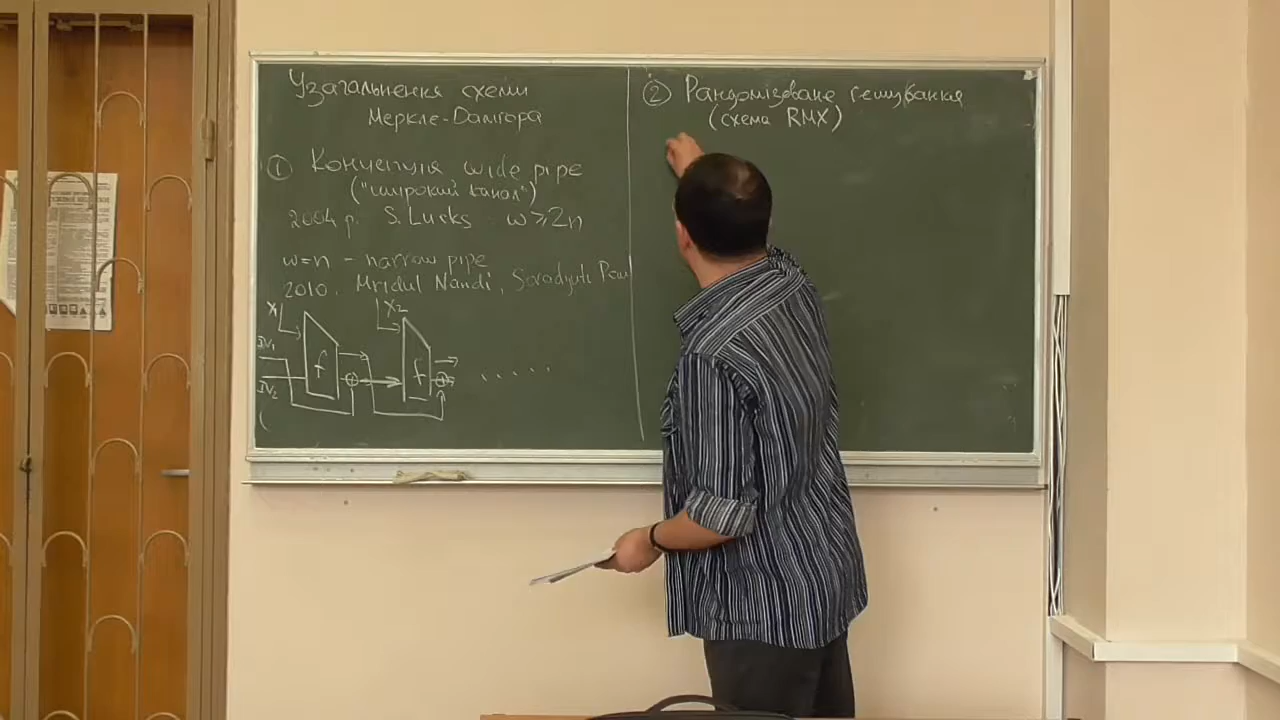 Узагальнення схеми
Меркле-Дамгора
① Концепція wide pipe
("широкий канал")
2004 р. S. Lucks w ≥ 2n
w=n - narrow pipe
2010. Mridul Nandi, Souradyuti Paul
X1
X2
IV1
f
f
IV2
② Рандомізоване гешування
(схема RMX)